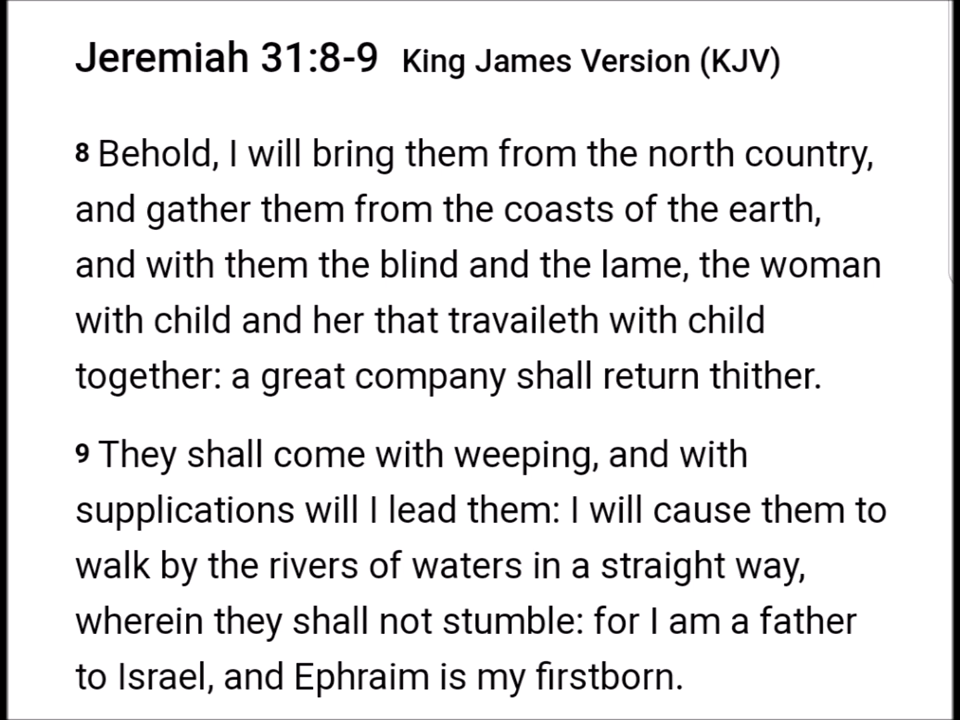 Jeremiah 31:8-9 King James Version (KJV)
8 Behold, I will bring them from the north country,
and gather them from the coasts of the earth,
and with them the blind and the lame, the woman
with child and her that travaileth with child
together: a great company shall return thither.
9 They shall come with weeping, and with
supplications will I lead them: I will cause them to
walk by the rivers of waters in a straight way,
wherein they shall not stumble: for I am a father
to Israel, and Ephraim is my firstborn.